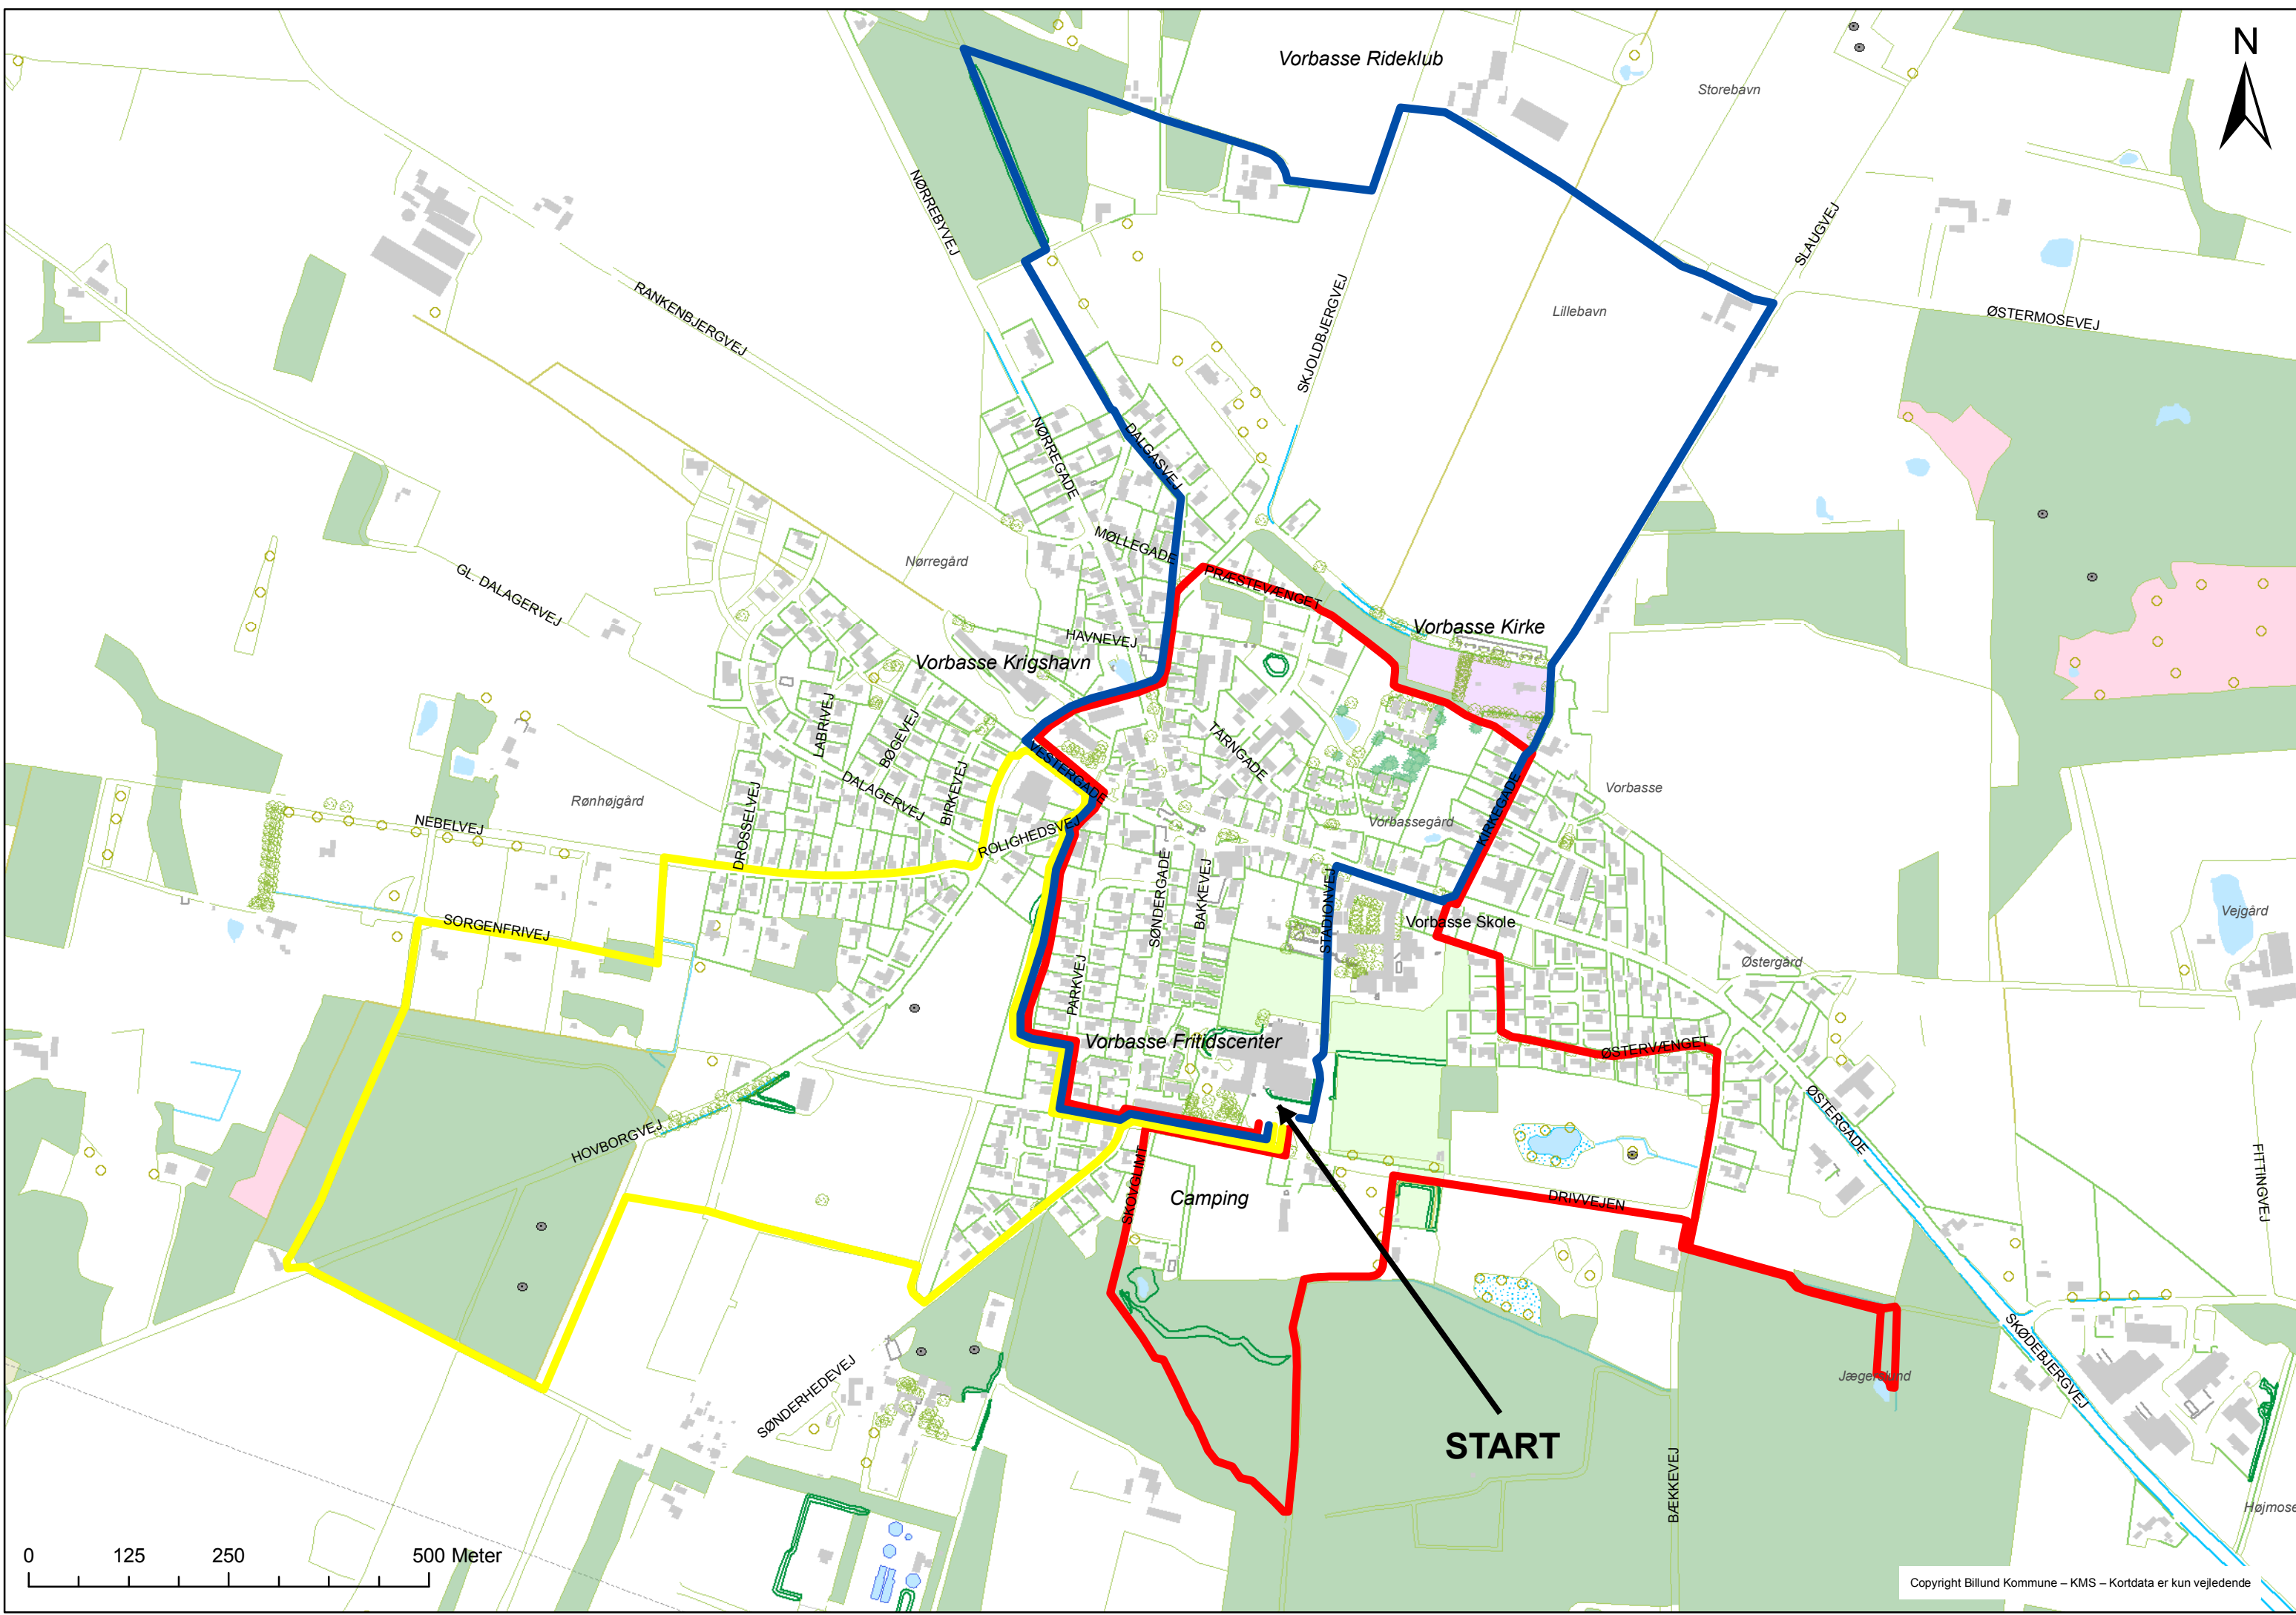 Vorbasse Rideklub
N
Storebavn
NØRREBYVEJ
SLAUGVEJ
RANKENBJERGVEJ
SKJOLDBJERGVEJ
Lillebavn
ØSTERMOSEVEJ
NØRREGADE
DALGASVEJ
MØLLEGADE
Nørregård
GL. DALAGERVEJ
PRÆSTEVÆNGET
HAVNEVEJ
Vorbasse Kirke
Vorbasse Krigshavn
LABRIVEJ
BØGEVEJ
TÅRNGADE
VESTERGADE
DALAGERVEJ
BIRKEVEJ
DROSSELVEJ
Rønhøjgård
Vorbasse
KIRKEGADE
NEBELVEJ
ROLIGHEDSVEJ
Vorbassegård
SØNDERGADE
BAKKEVEJ
STADIONVEJ
SORGENFRIVEJ
Vorbasse Skole
Vejgård
Østergård
PARKVEJ
Vorbasse Fritidscenter
ØSTERVÆNGET
ØSTERGADE
HOVBORGVEJ
FITTINGVEJ
SKOVGLIMT
Camping
DRIVVEJEN
SØNDERHEDEVEJ
SKØDEBJERGVEJ
START
BÆKKEVEJ
Højmose
0 125 250 500 Meter
Copyright Billund Kommune – KMS – Kortdata er kun vejledende